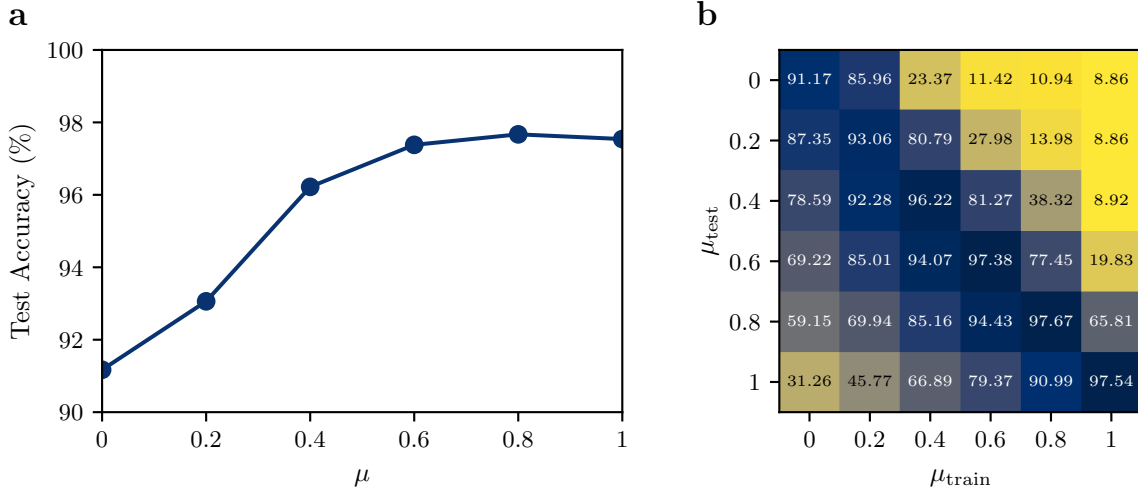 a
100
98
96
94
92
90
Test Accuracy (%)
0 0.2 0.4 0.6 0.8 1
μ
b
0 91.17 85.96 23.37 11.42 10.94 8.86
0.2 87.35 93.06 80.79 27.98 13.98 8.86
0.4 78.59 92.28 96.22 81.27 38.32 8.92
0.6 69.22 85.01 94.07 97.38 77.45 19.83
0.8 59.15 69.94 85.16 94.43 97.67 65.81
1 31.26 45.77 66.89 79.37 90.99 97.54
μtest
0 0.2 0.4 0.6 0.8 1
μtrain